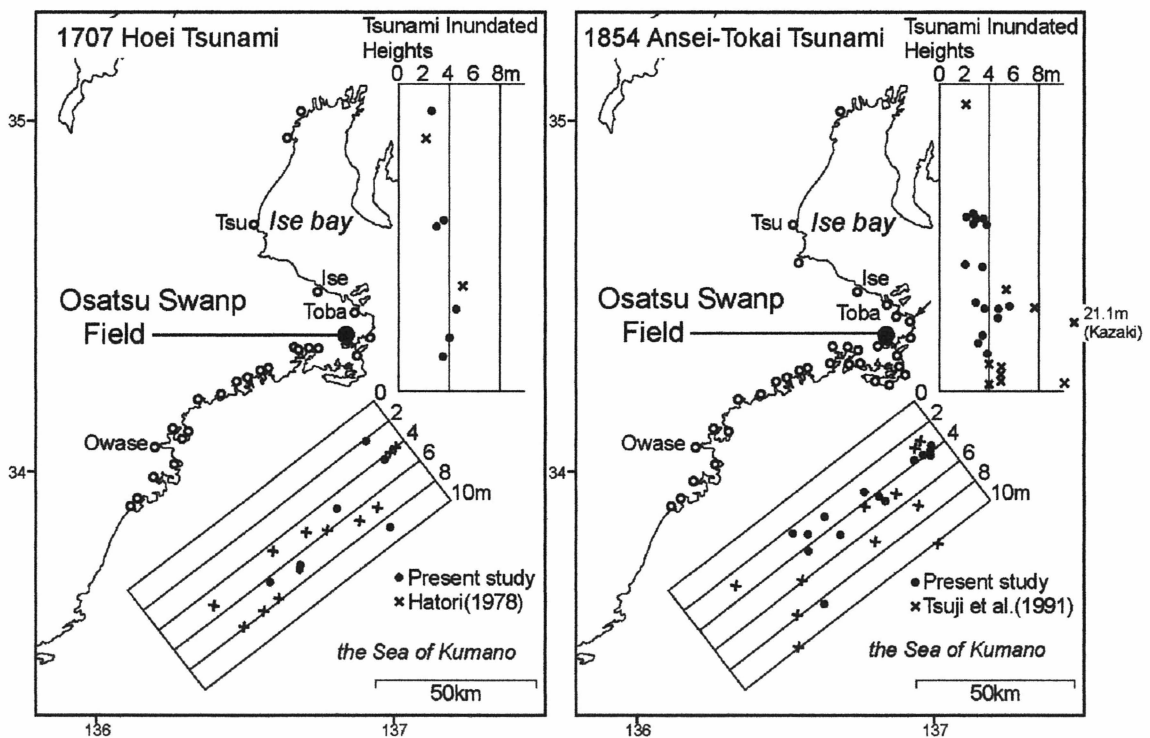 1707 Hoei Tsunami
Tsunami Inundated
Heights
0 2 4 6 8m
35
Tsu
Ise bay
Ise
Toba
Osatsu Swanp
Field
Owase
34
0
2
4
6
8
10m
Present study
Hatori(1978)
the Sea of Kumano
50km
136
137
1854 Ansei-Tokai Tsunami
Tsunami Inundated
Heights
0 2 4 6 8m
35
Tsu
Ise bay
Ise
Toba
21.1m
(Kazaki)
Osatsu Swanp
Field
Owase
34
0
2
4
6
8
10m
Present study
Tsuji et al.(1991)
the Sea of Kumano
50km
136
137